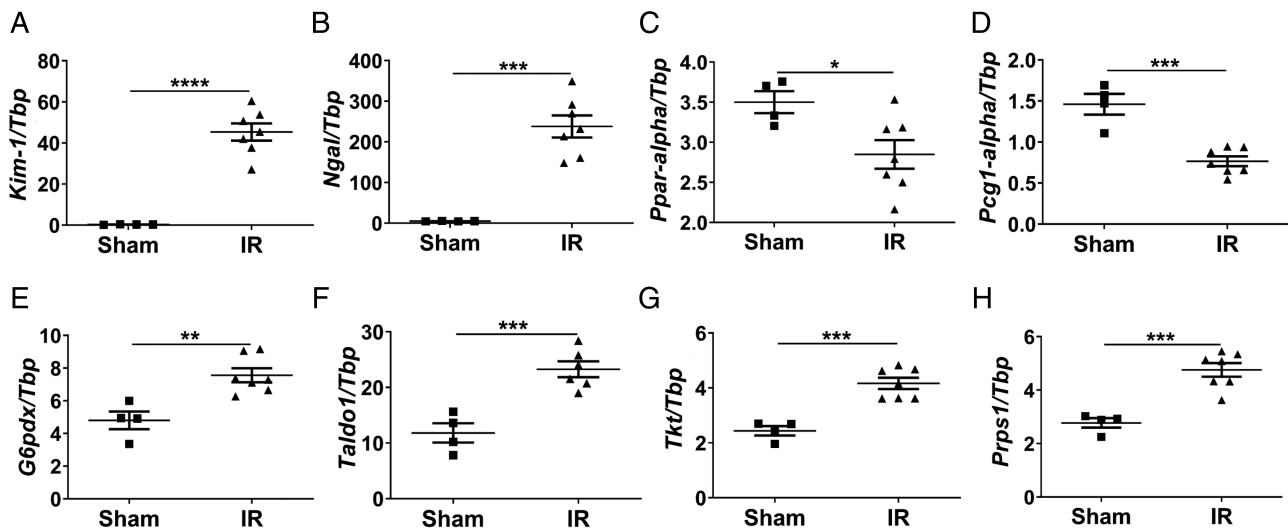 A
Kim-1/Tbp
80
60
40
20
0
****
Sham IR
B
Ngal/Tbp
400
300
200
100
0
***
Sham IR
C
Ppar-alpha/Tbp
4.0
3.5
3.0
2.5
2.0
*
Sham IR
D
Pcg1-alpha/Tbp
2.0
1.5
1.0
0.5
0.0
***
Sham IR
E
G6pdx/Tbp
10
8
6
4
2
0
**
Sham IR
F
Taldo1/Tbp
30
20
10
0
***
Sham IR
G
Tkt/Tbp
6
4
2
0
***
Sham IR
H
Prps1/Tbp
6
4
2
0
***
Sham IR